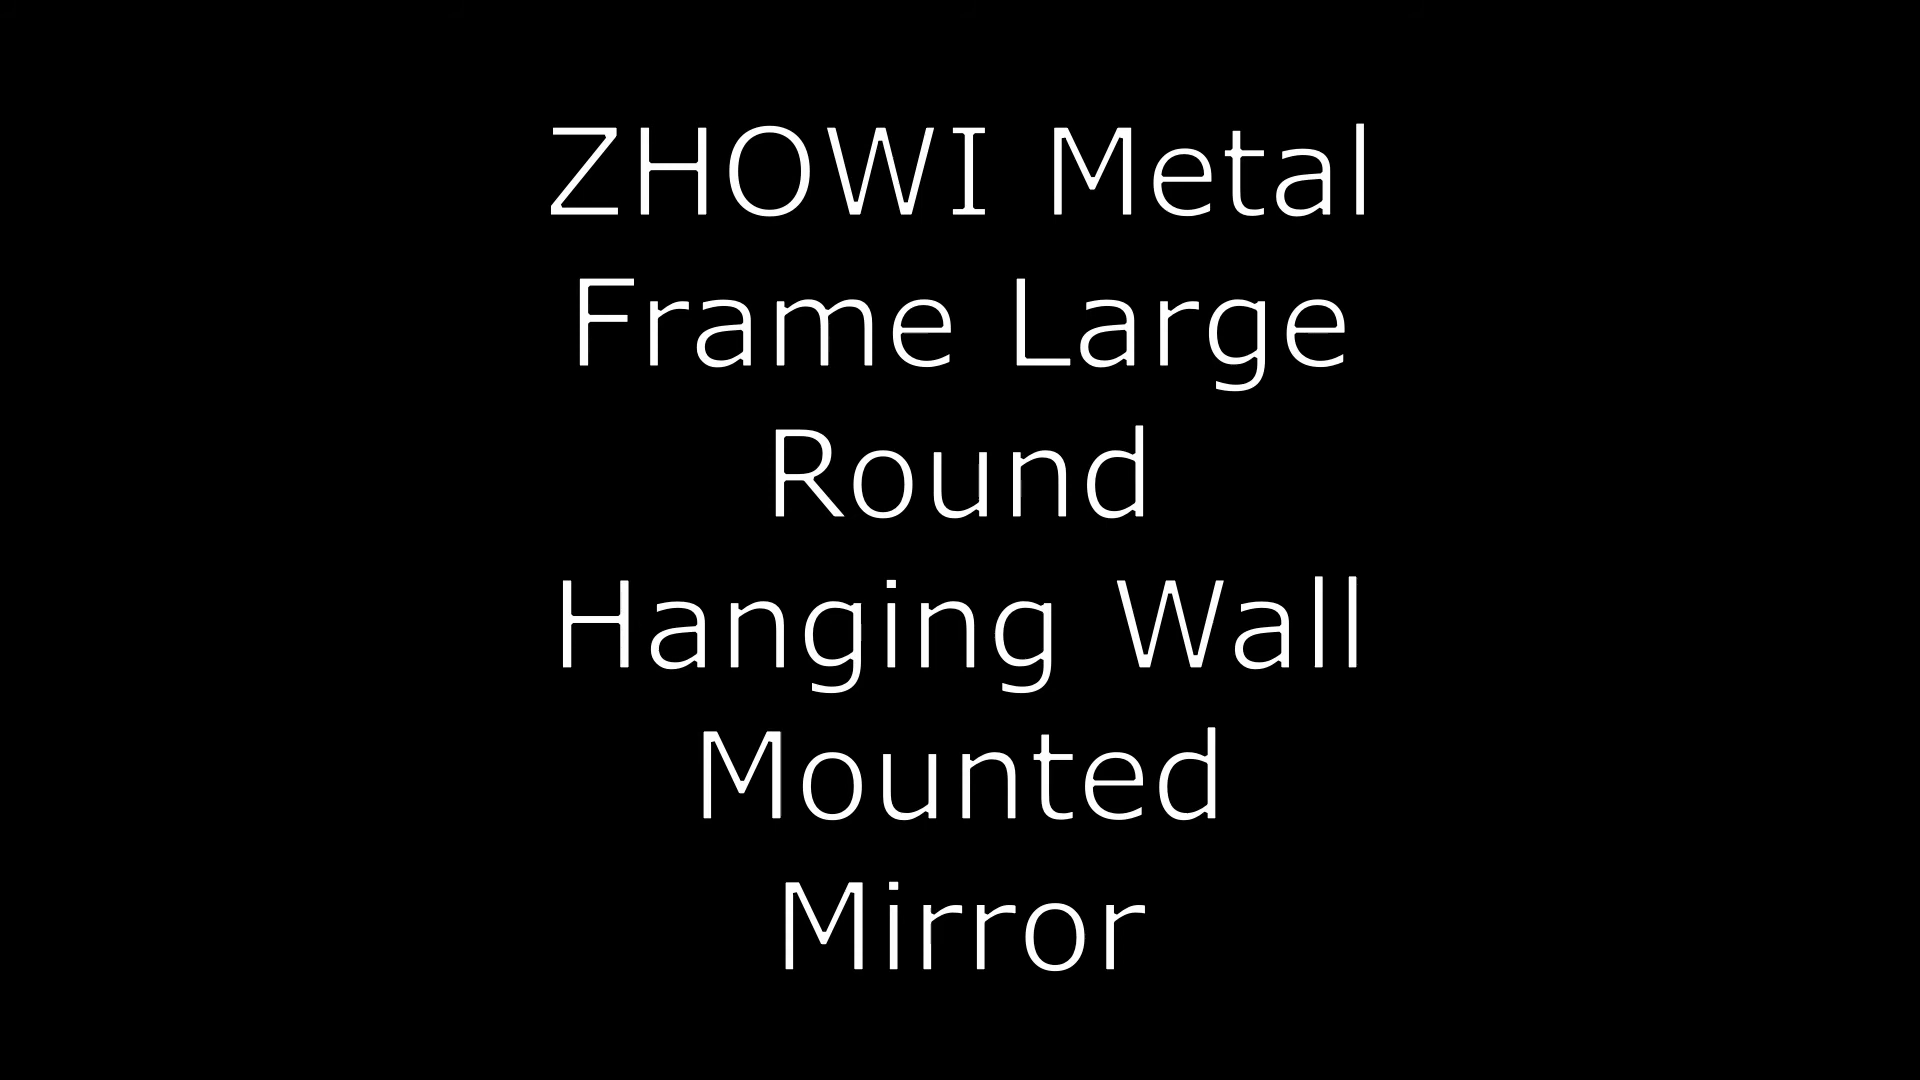 ZHOWI Metal
Frame Large
Round
Hanging Wall
Mounted
Mirror